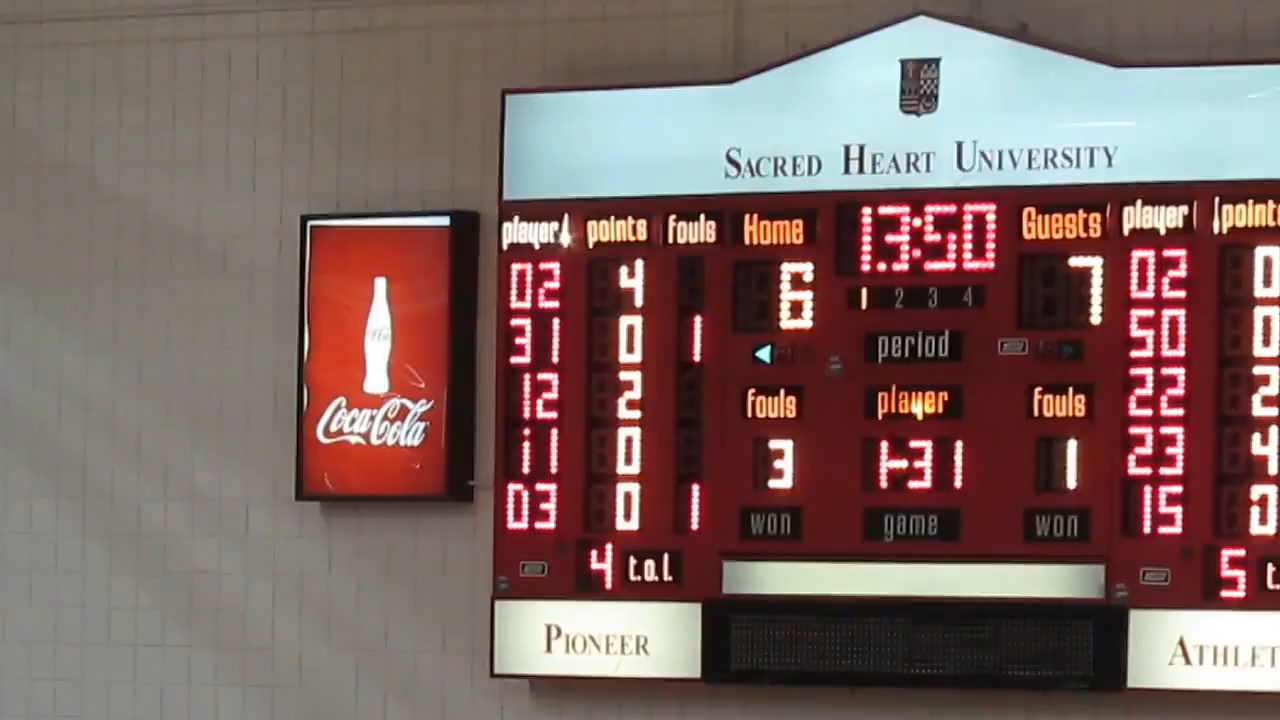 SACRED HEART UNIVERSITY
player points fouls Home 13:50 Guests player points
02 4 6 1 2 3 4 7 02 0
31 0 1 period 50 0
12 2 fouls player fouls 22 2
11 0 3 1-31 1 23 4
03 0 1 won game won 15 0
4 t.o.l. 5 t.
PIONEER ATHLET
Coca-Cola